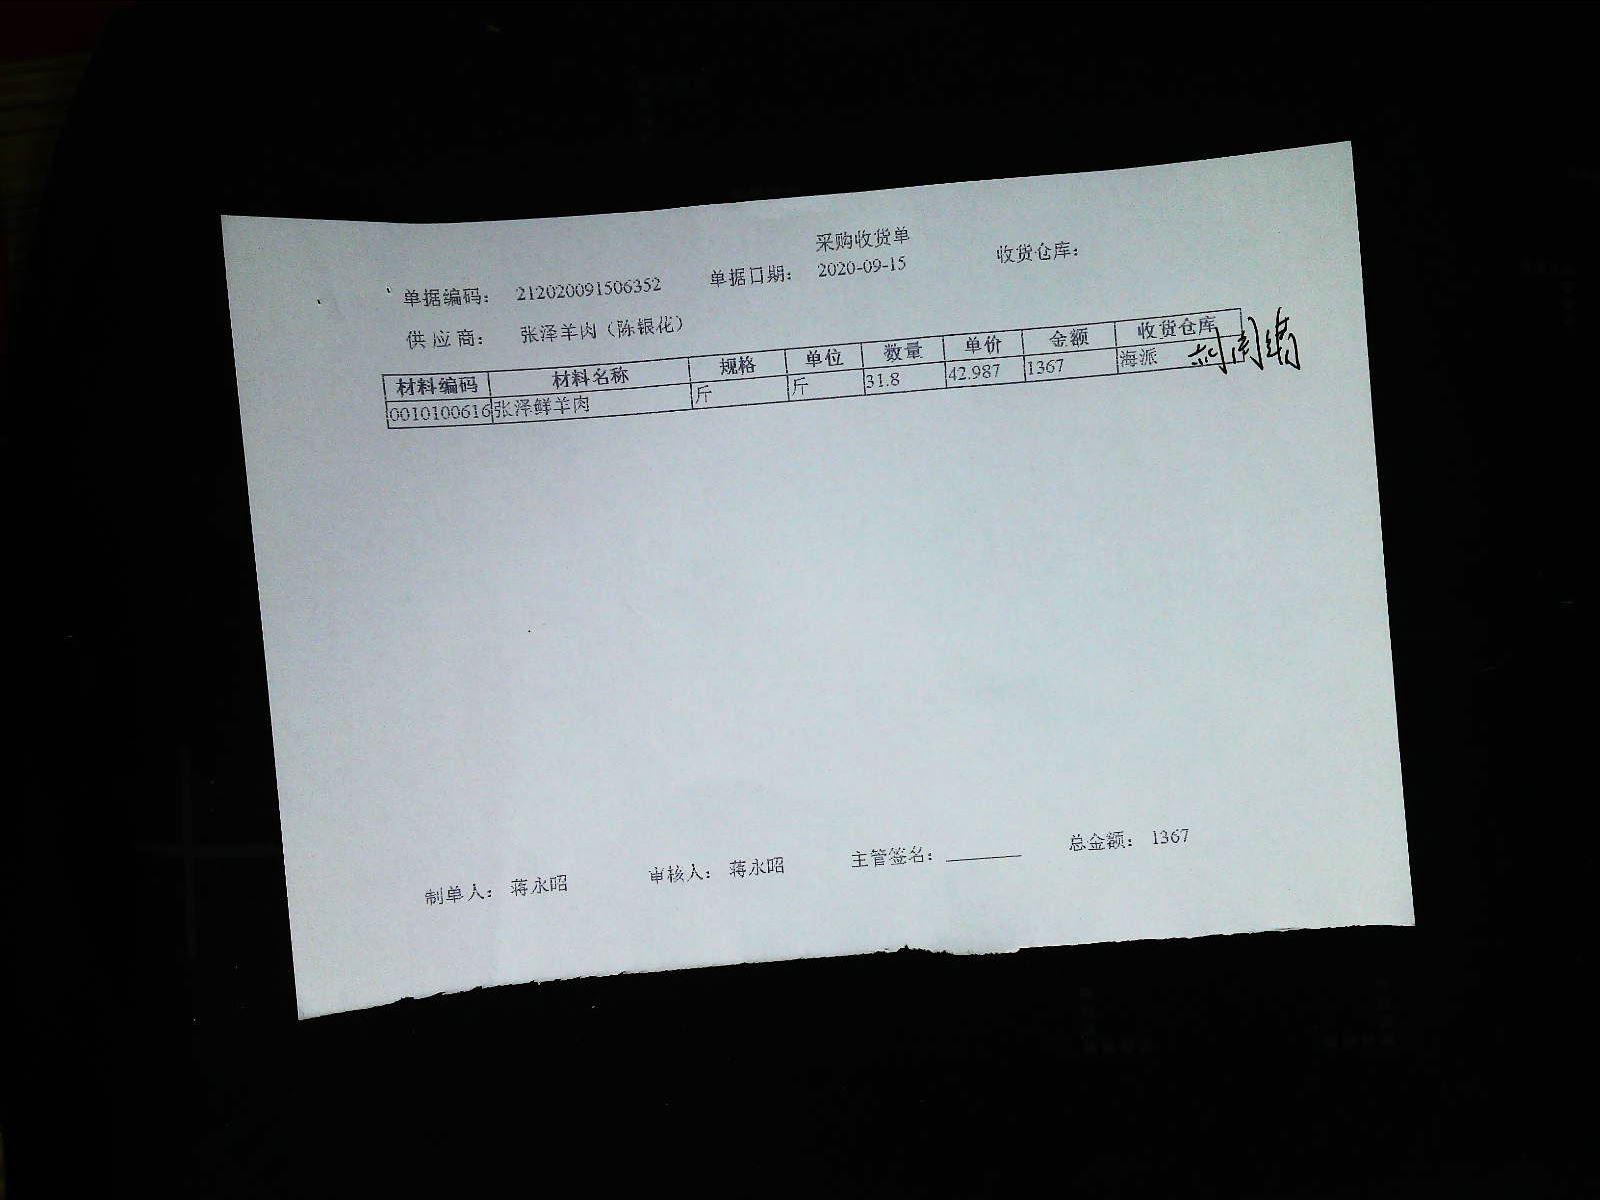 采购收货单
单据编码： 212020091506352 单据日期： 2020-09-15 收货仓库：
供应商： 张泽羊肉（陈银花）
材料编码 材料名称 规格 单位 数量 单价 金额 收货仓库
0010100616 张泽鲜羊肉 斤 斤 31.8 42.987 1367 海派
制单人： 蒋永昭 审核人： 蒋永昭 主管签名： 总金额： 1367